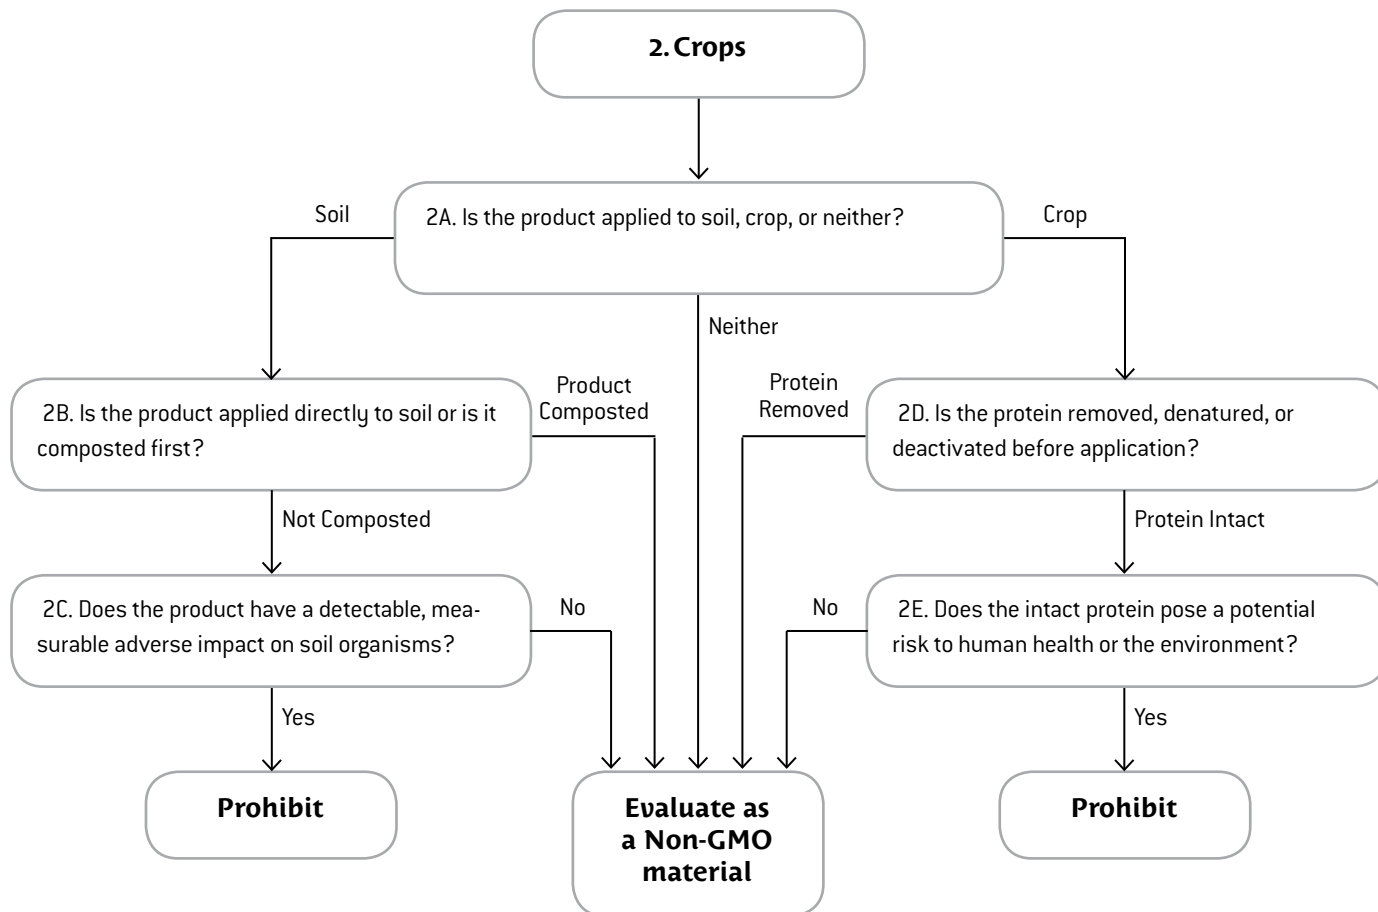 2. Crops
Soil
2A. Is the product applied to soil, crop, or neither?
Crop
Neither
Product
Composted
Protein
Removed
2B. Is the product applied directly to soil or is it
composted first?
2D. Is the protein removed, denatured, or
deactivated before application?
Not Composted
Protein Intact
2C. Does the product have a detectable, mea-
surable adverse impact on soil organisms?
No
No
2E. Does the intact protein pose a potential
risk to human health or the environment?
Yes
Yes
Prohibit
Evaluate as
a Non-GMO
material
Prohibit